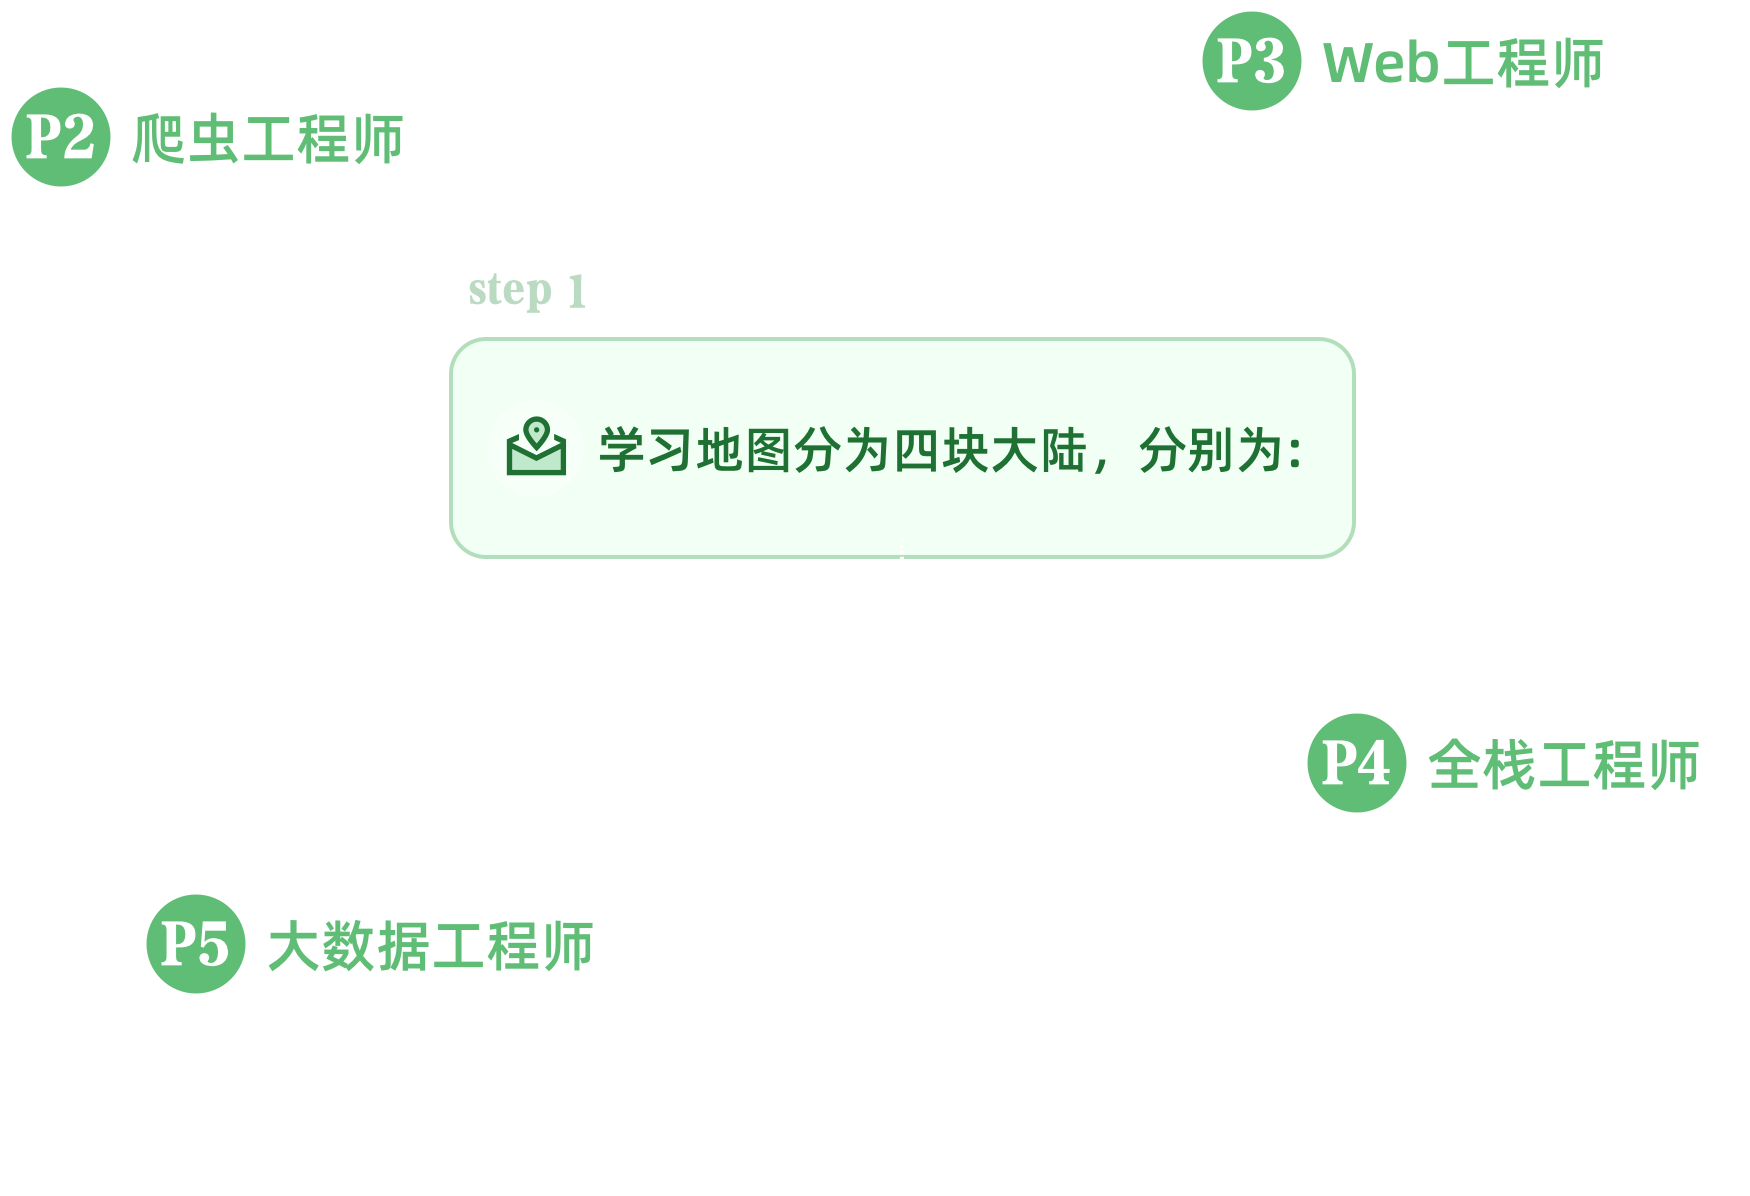 P3 Web工程师
P2 爬虫工程师
step 1
学习地图分为四块大陆，分别为：
P4 全栈工程师
P5 大数据工程师